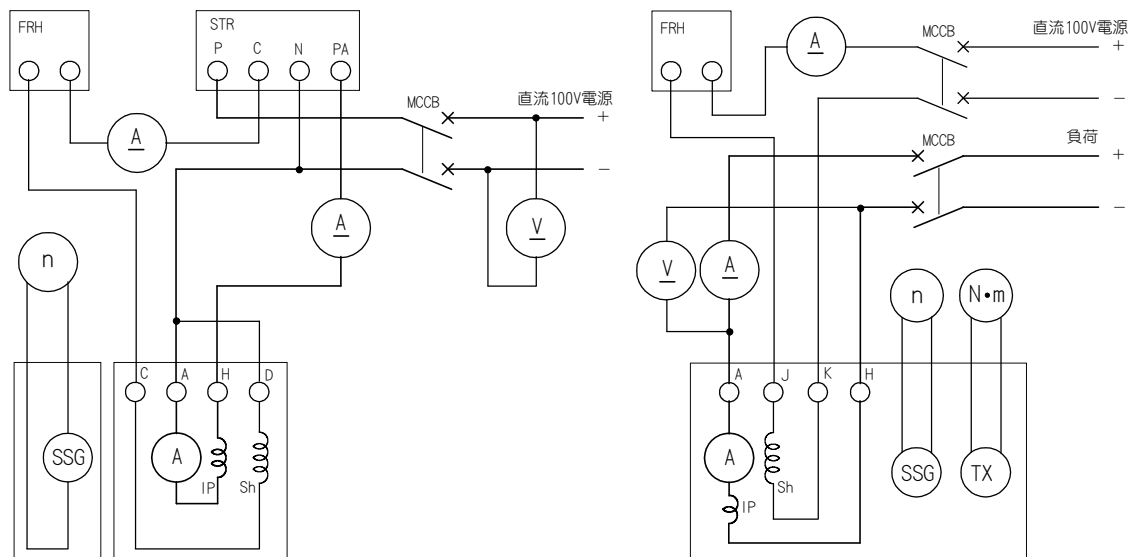 FRH
STR
P C N PA
A
MCCB
直流100V電源
+
−
A
V
n
C A H D
SSG
A
IP
Sh
FRH
A
MCCB
直流100V電源
+
−
MCCB
負荷
+
−
V
A
n
N•m
A J K H
A
Sh
IP
SSG
TX